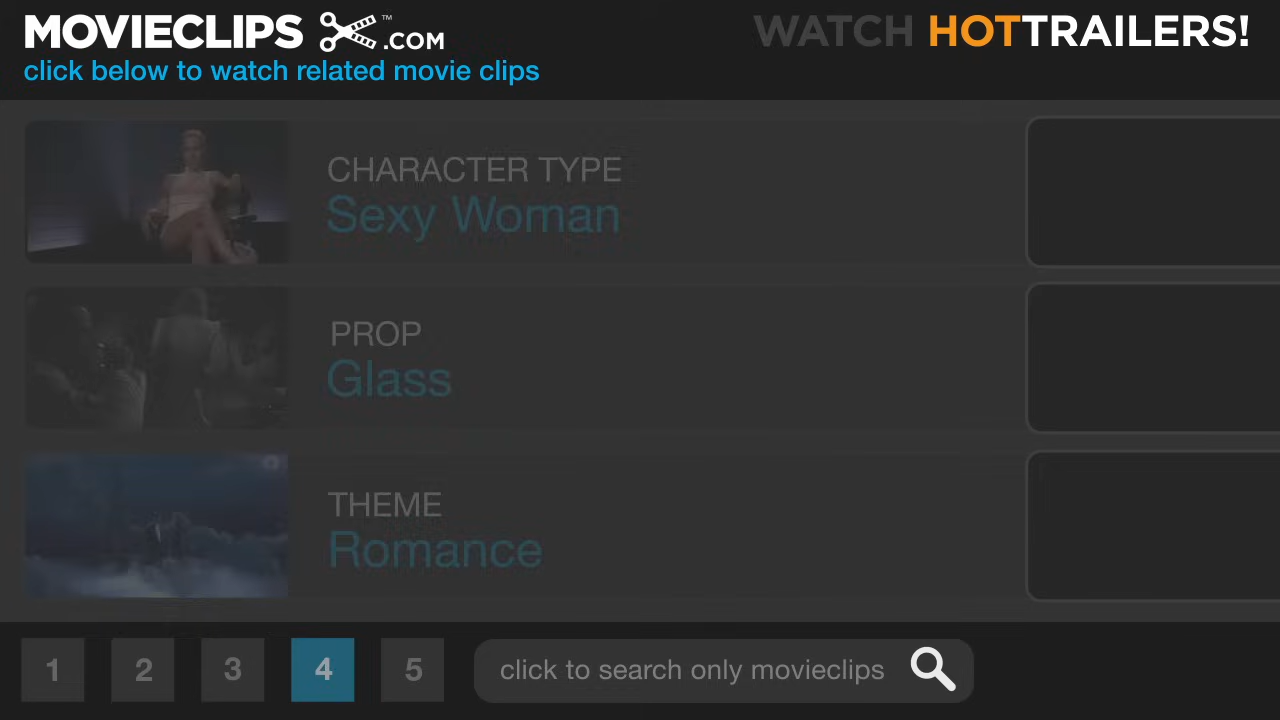 MOVIECLIPS ™ .COM
WATCH HOTTRAILERS!
click below to watch related movie clips
CHARACTER TYPE
Sexy Woman
PROP
Glass
THEME
Romance
1 2 3 4 5
click to search only movieclips